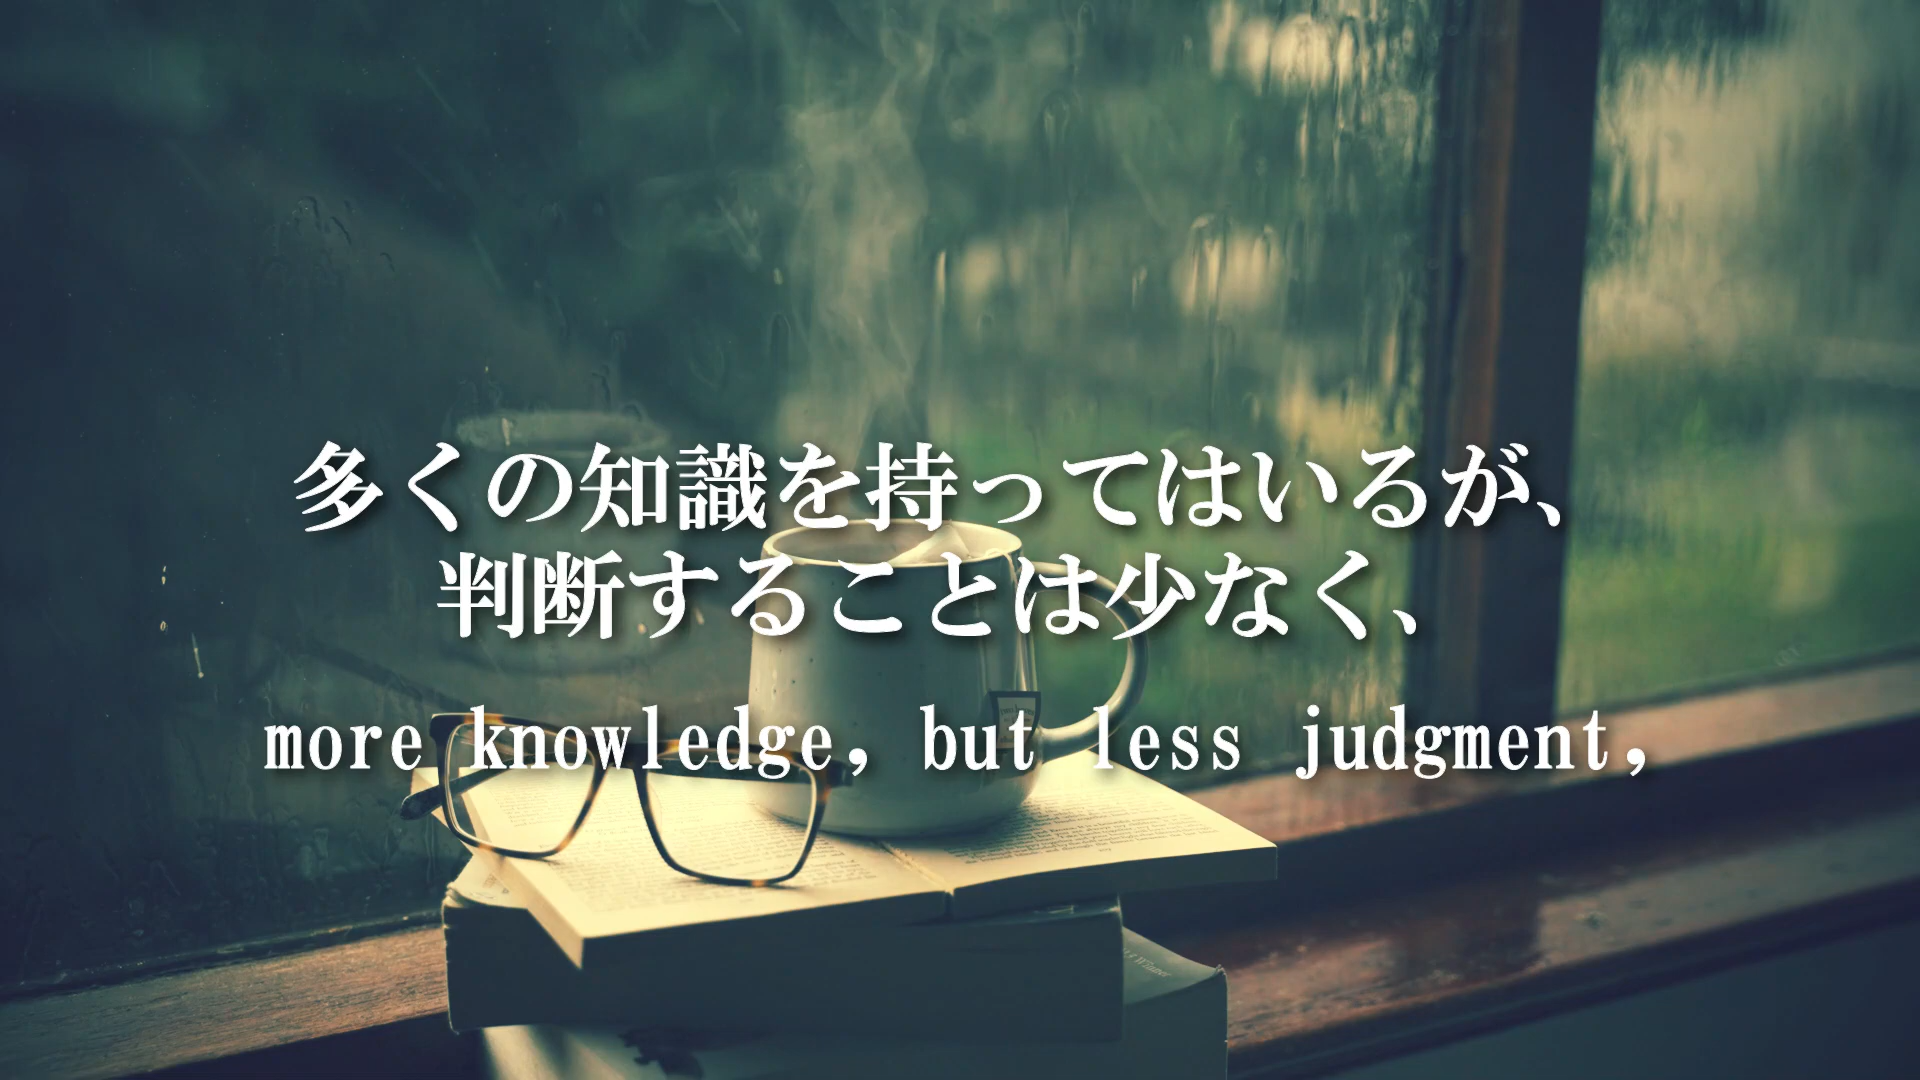 多くの知識を持ってはいるが、
判断することは少なく、
more knowledge, but less judgment,